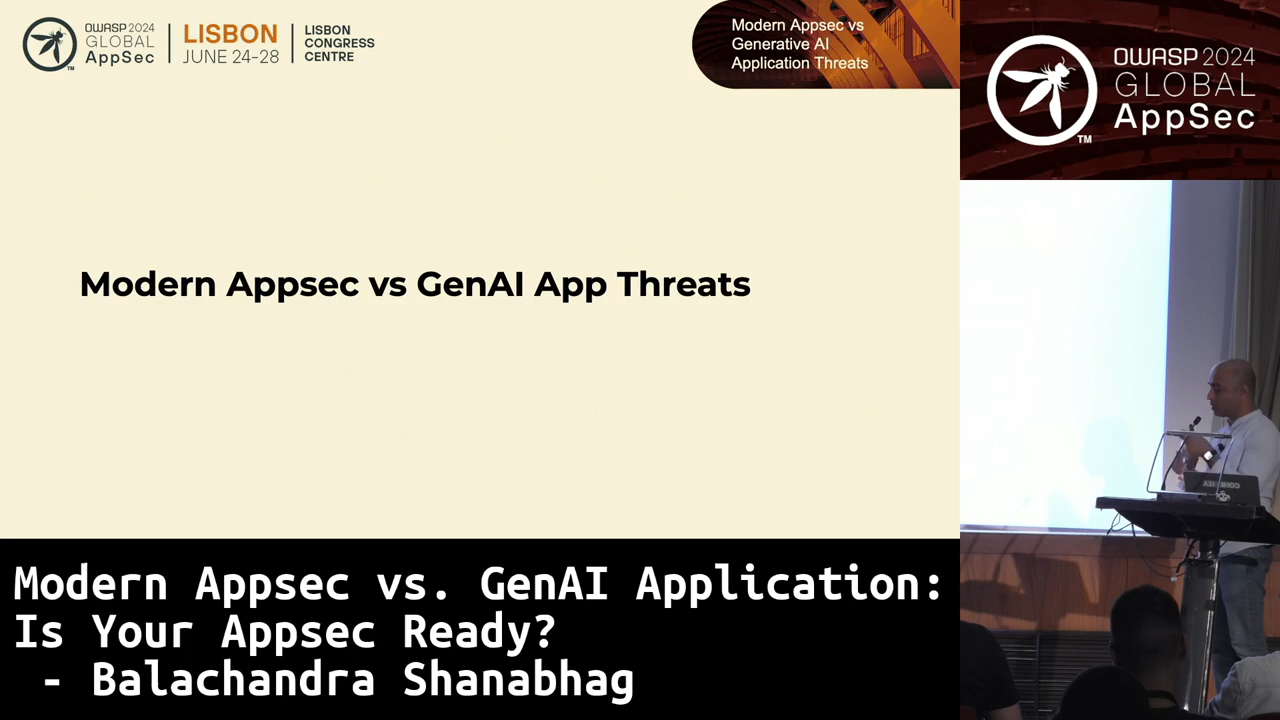 OWASP 2024
GLOBAL
AppSec
TM
LISBON
JUNE 24-28
LISBON
CONGRESS
CENTRE
Modern Appsec vs
Generative AI
Application Threats
OWASP 2024
GLOBAL
AppSec
TM
Modern Appsec vs GenAI App Threats
Modern Appsec vs. GenAI Application:
Is Your Appsec Ready?
- Balachandra Shanabhag